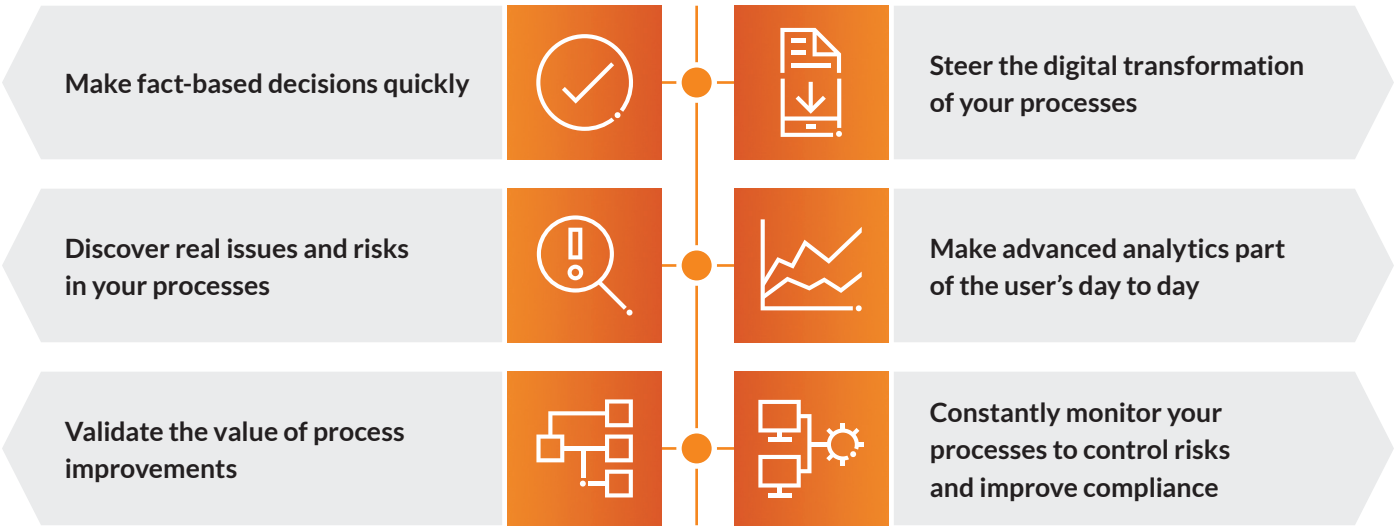 Make fact-based decisions quickly
Steer the digital transformation
of your processes
Discover real issues and risks
in your processes
Make advanced analytics part
of the user’s day to day
Validate the value of process
improvements
Constantly monitor your
processes to control risks
and improve compliance